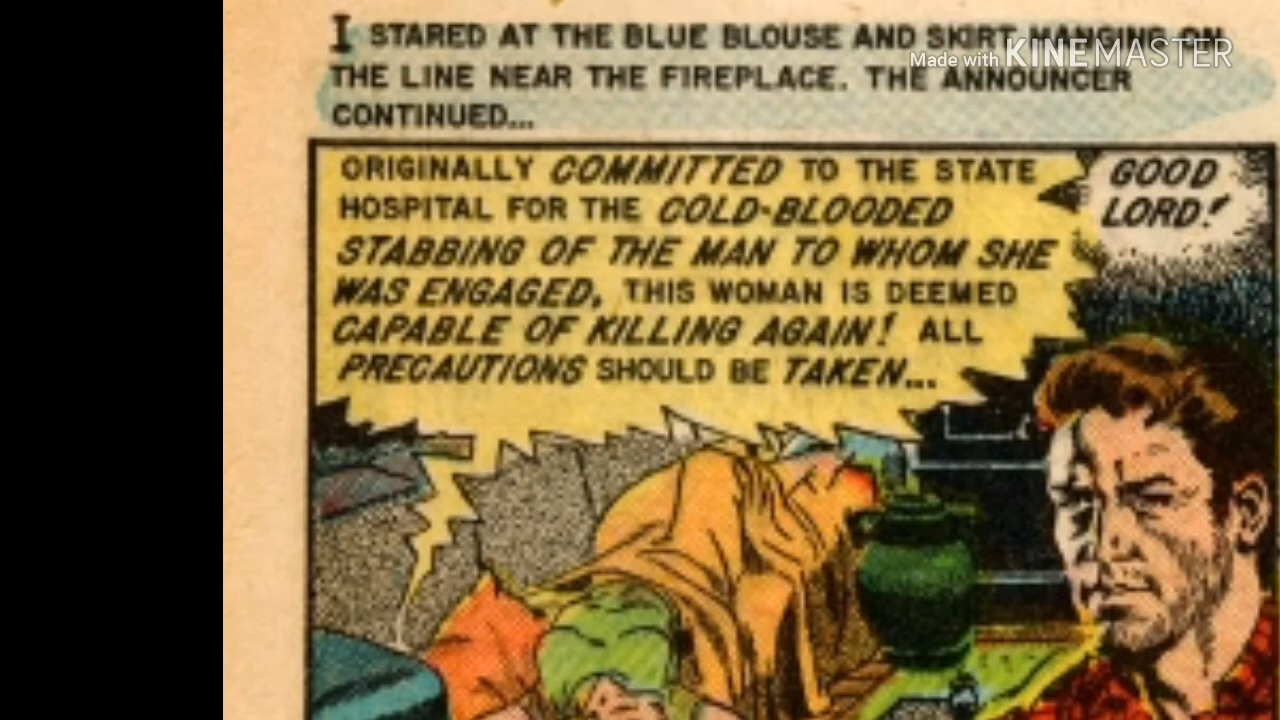 I STARED AT THE BLUE BLOUSE AND SKIRT HANGING ON
Made with KINEMASTER
THE LINE NEAR THE FIREPLACE. THE ANNOUNCER
CONTINUED...
ORIGINALLY COMMITTED TO THE STATE
HOSPITAL FOR THE COLD-BLOODED
STABBING OF THE MAN TO WHOM SHE
WAS ENGAGED, THIS WOMAN IS DEEMED
CAPABLE OF KILLING AGAIN! ALL
PRECAUTIONS SHOULD BE TAKEN...
GOOD
LORD!